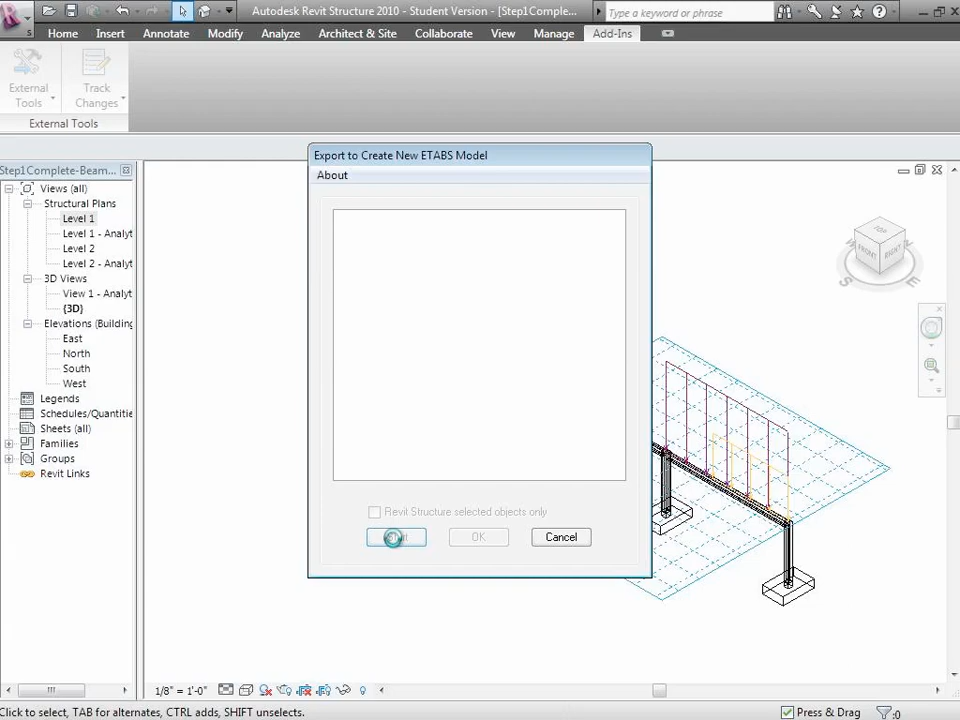 Autodesk Revit Structure 2010 - Student Version - [Step1Comple...
Type a keyword or phrase
Home Insert Annotate Modify Analyze Architect & Site Collaborate View Manage Add-Ins
External Tools
Track Changes
External Tools
Step1Complete-Beam...
Views (all)
Structural Plans
Level 1
Level 1 - Analyt
Level 2
Level 2 - Analyt
3D Views
View 1 - Analyt
{3D}
Elevations (Building
East
North
South
West
Legends
Schedules/Quantitie
Sheets (all)
Families
Groups
Revit Links
Export to Create New ETABS Model
About
Revit Structure selected objects only
OK
Cancel
TOP
FRONT
RIGHT
W
E
S
1/8" = 1'-0"
Click to select, TAB for alternates, CTRL adds, SHIFT unselects.
Press & Drag
:0